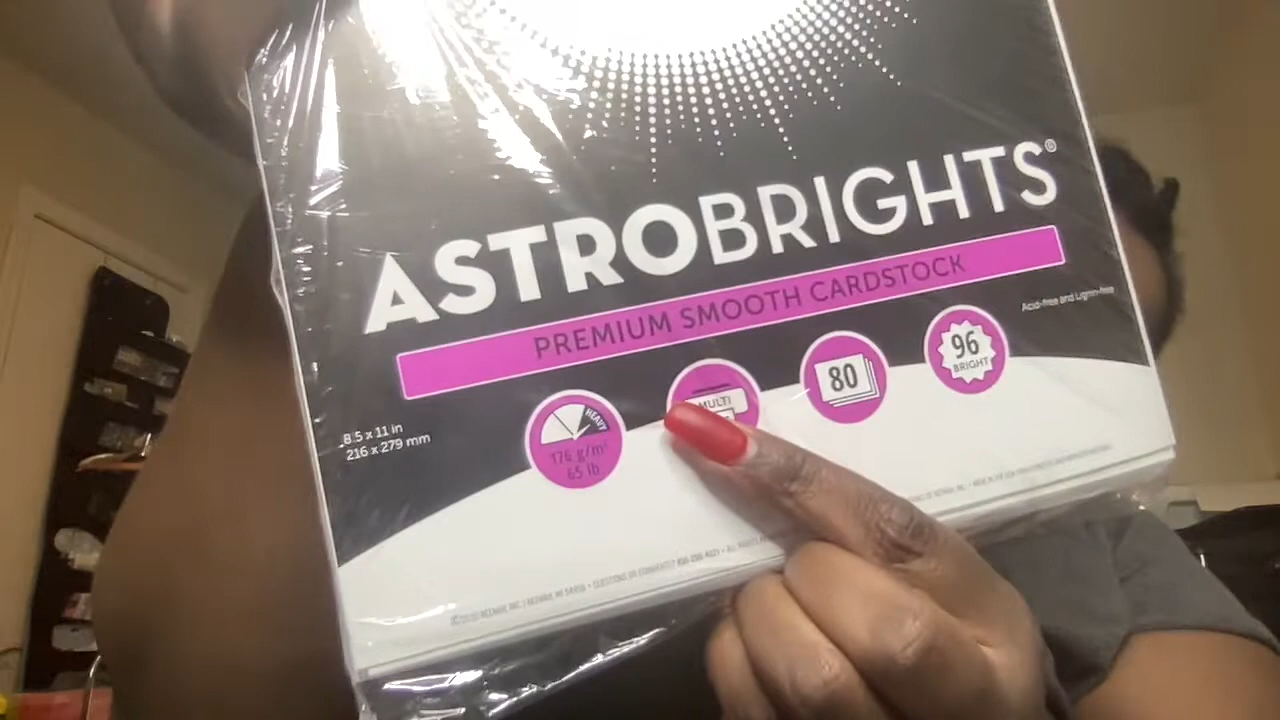 ASTROBRIGHTS®
PREMIUM SMOOTH CARDSTOCK
Acid-free and Lignin-free
8.5 x 11 in
216 x 279 mm
HEAVY
176 g/m²
65 lb
MULTI
80
96
BRIGHT